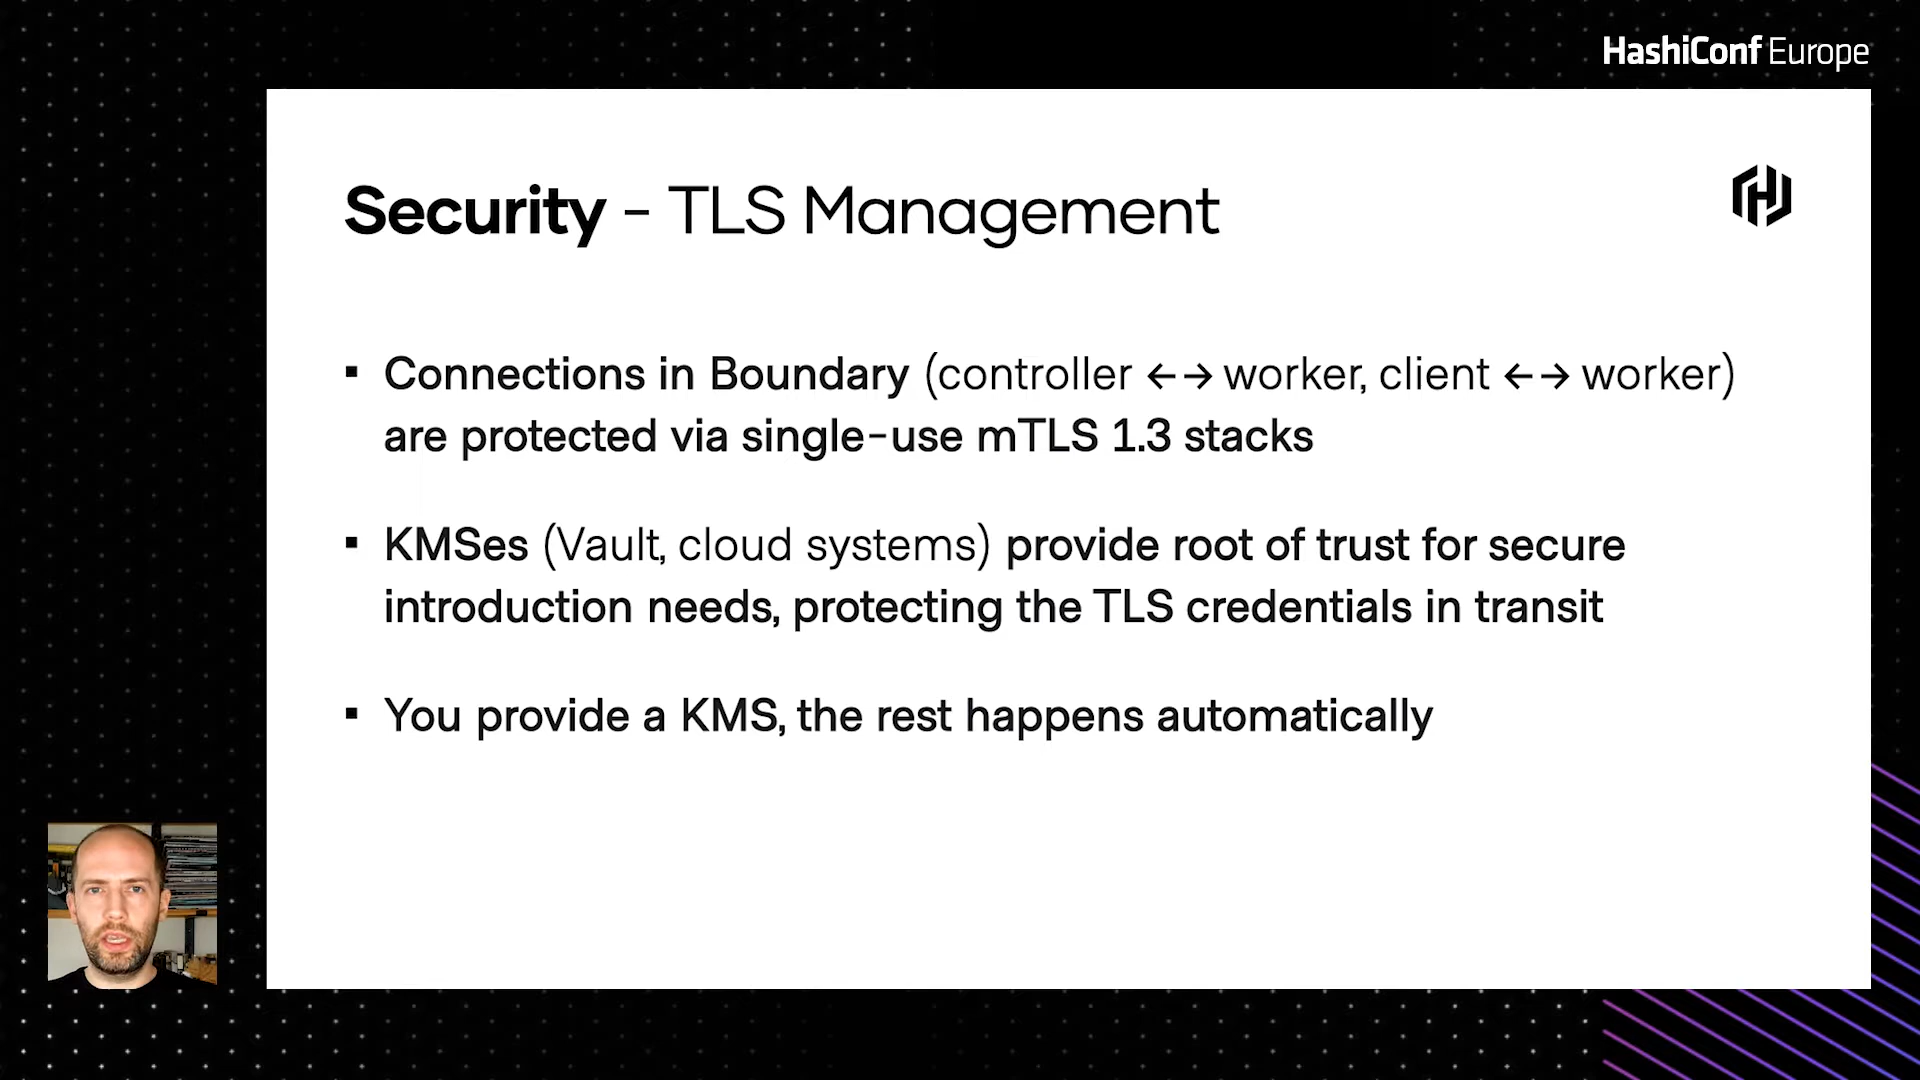 HashiConf Europe
Security - TLS Management
▪ Connections in Boundary (controller ←→ worker, client ←→ worker)
are protected via single-use mTLS 1.3 stacks
▪ KMSes (Vault, cloud systems) provide root of trust for secure
introduction needs, protecting the TLS credentials in transit
▪ You provide a KMS, the rest happens automatically